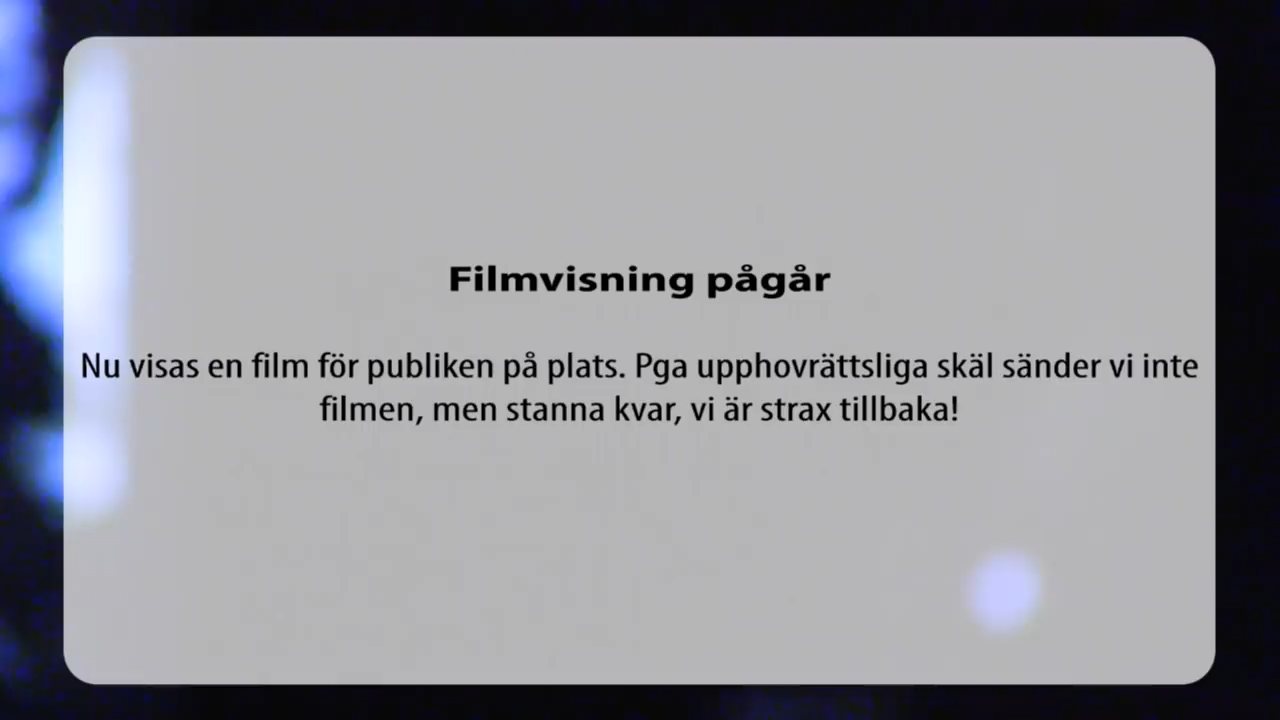 Filmvisning pågår
Nu visas en film för publiken på plats. Pga upphovrättsliga skäl sänder vi inte
filmen, men stanna kvar, vi är strax tillbaka!